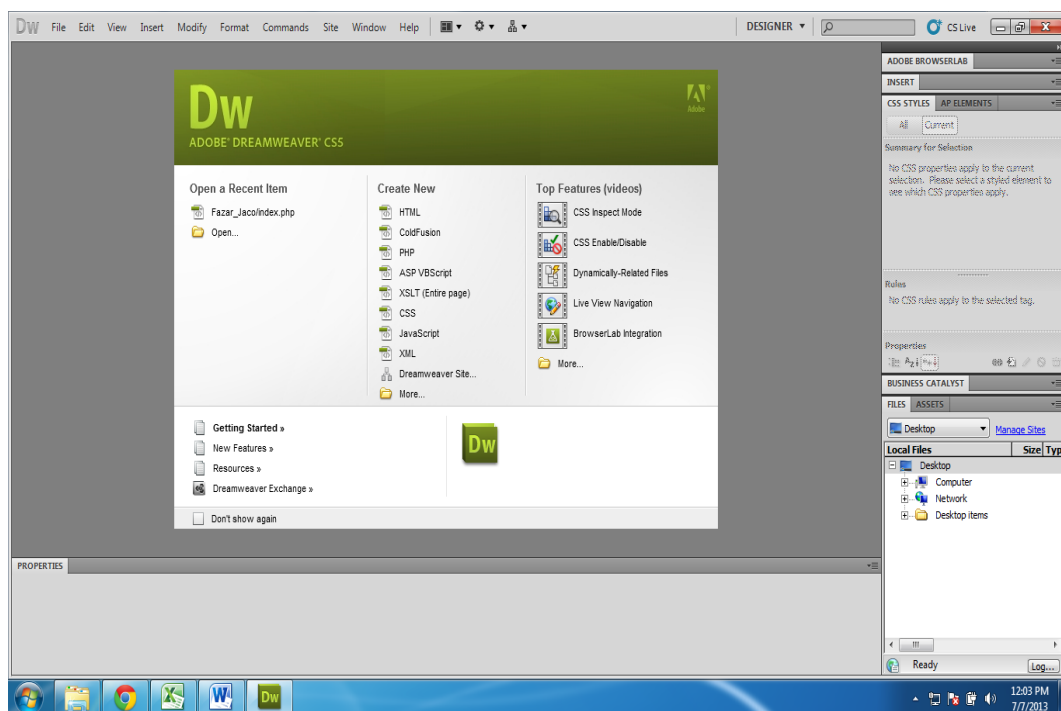 Dw File Edit View Insert Modify Format Commands Site Window Help DESIGNER CS Live
ADOBE BROWSERLAB
INSERT
CSS STYLES AP ELEMENTS
All Current
Summary for Selection
No CSS properties apply to the current
selection. Please select a styled element to
see which CSS properties apply.
Rules
No CSS rules apply to the selected tag.
Properties
BUSINESS CATALYST
FILES ASSETS
Desktop Manage Sites
Local Files Size Typ
Desktop
Computer
Network
Desktop items
Ready Log...
Dw
ADOBE® DREAMWEAVER® CS5
Adobe
Open a Recent Item
Fazar_Jaco/index.php
Open...
Create New
HTML
ColdFusion
PHP
ASP VBScript
XSLT (Entire page)
CSS
JavaScript
XML
Dreamweaver Site...
More...
Top Features (videos)
CSS Inspect Mode
CSS Enable/Disable
Dynamically-Related Files
Live View Navigation
BrowserLab Integration
More...
Getting Started »
New Features »
Resources »
Dreamweaver Exchange »
Dw
Don't show again
PROPERTIES
Dw
12:03 PM
7/7/2013